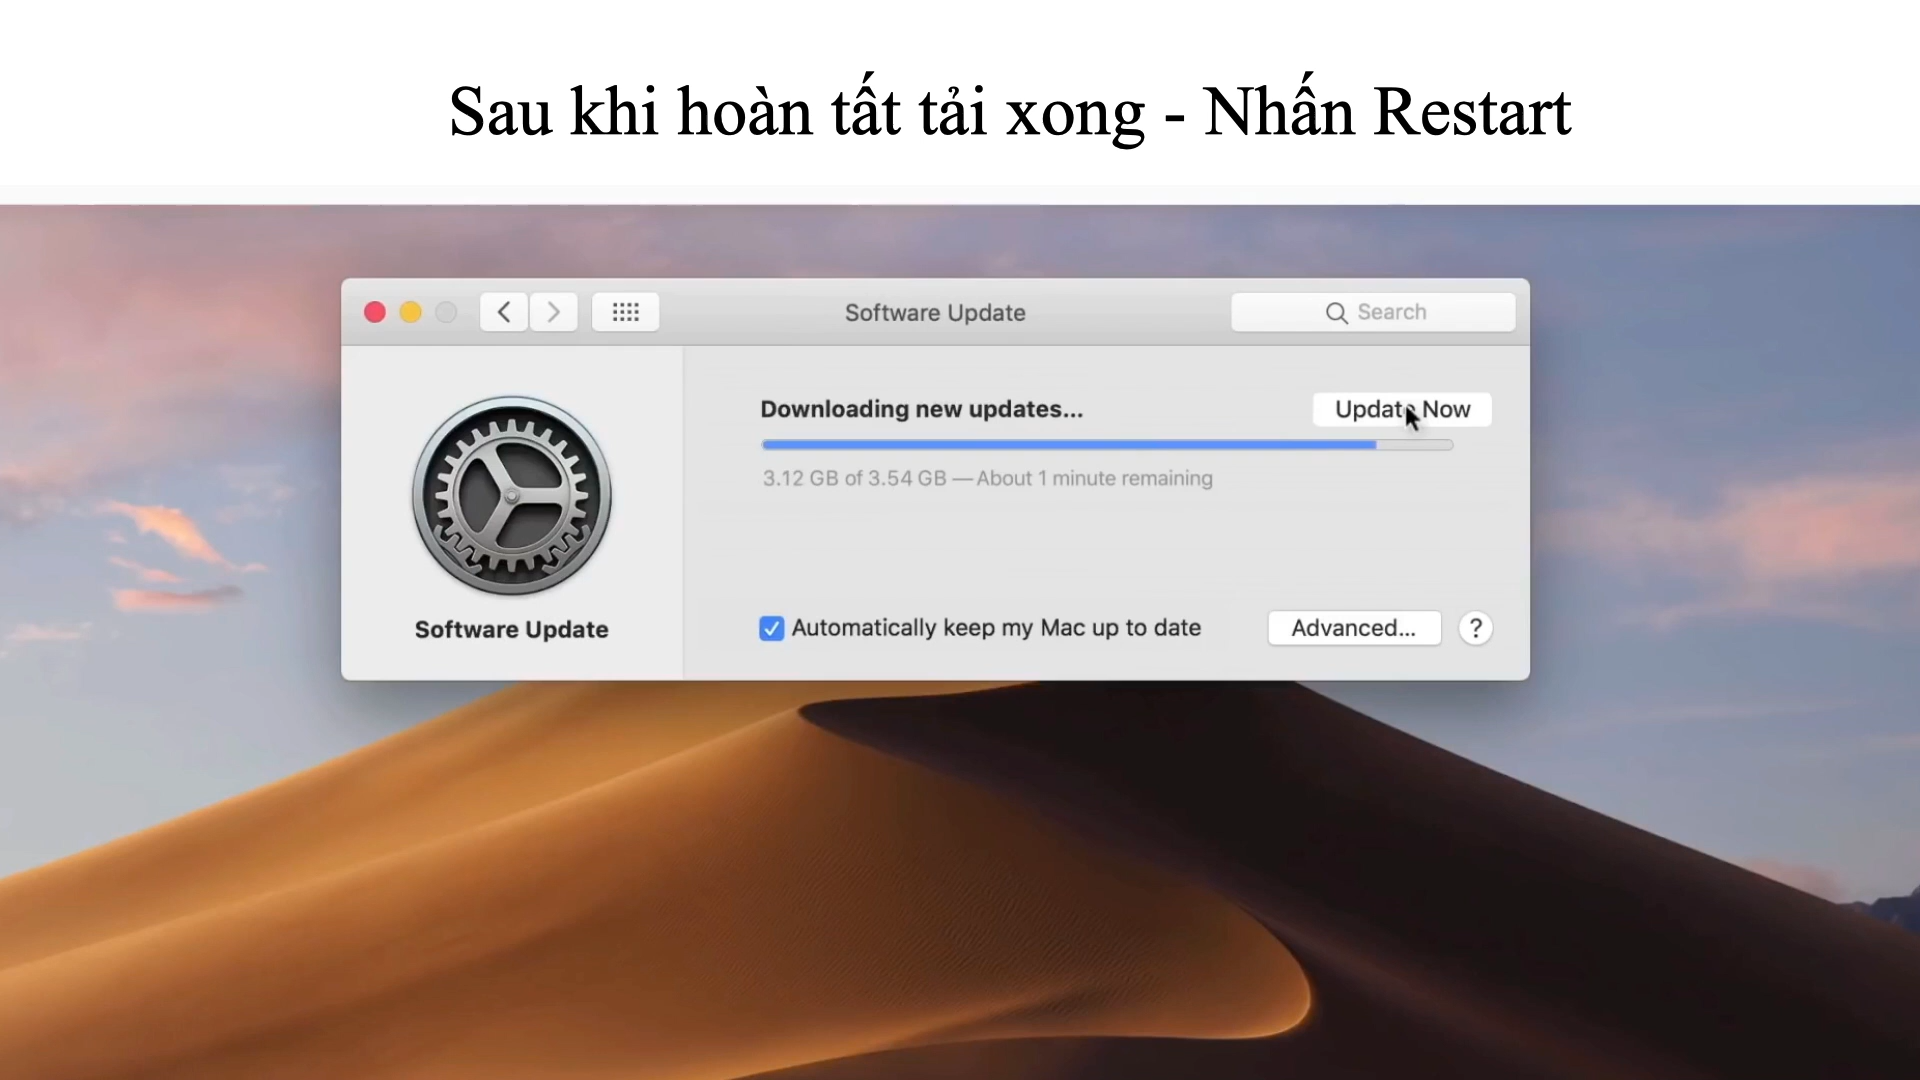 Sau khi hoàn tất tải xong - Nhấn Restart
Software Update
Search
Downloading new updates...
Update Now
3.12 GB of 3.54 GB — About 1 minute remaining
Software Update
Automatically keep my Mac up to date
Advanced...
?